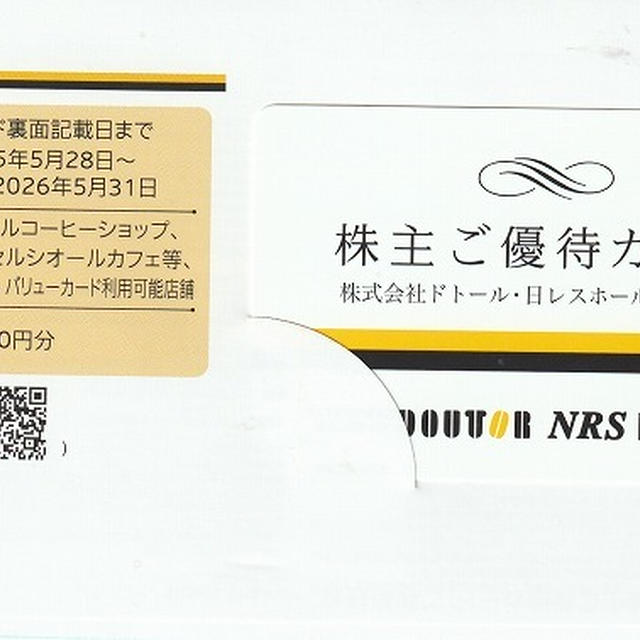 ド裏面記載日まで
5年5月28日～
2026年5月31日
ルコーヒーショップ、
セルシオールカフェ等、
バリューカード利用可能店舗
0円分
)
株主ご優待カ
株式会社ドトール・日レスホール
DOUTOR NRS